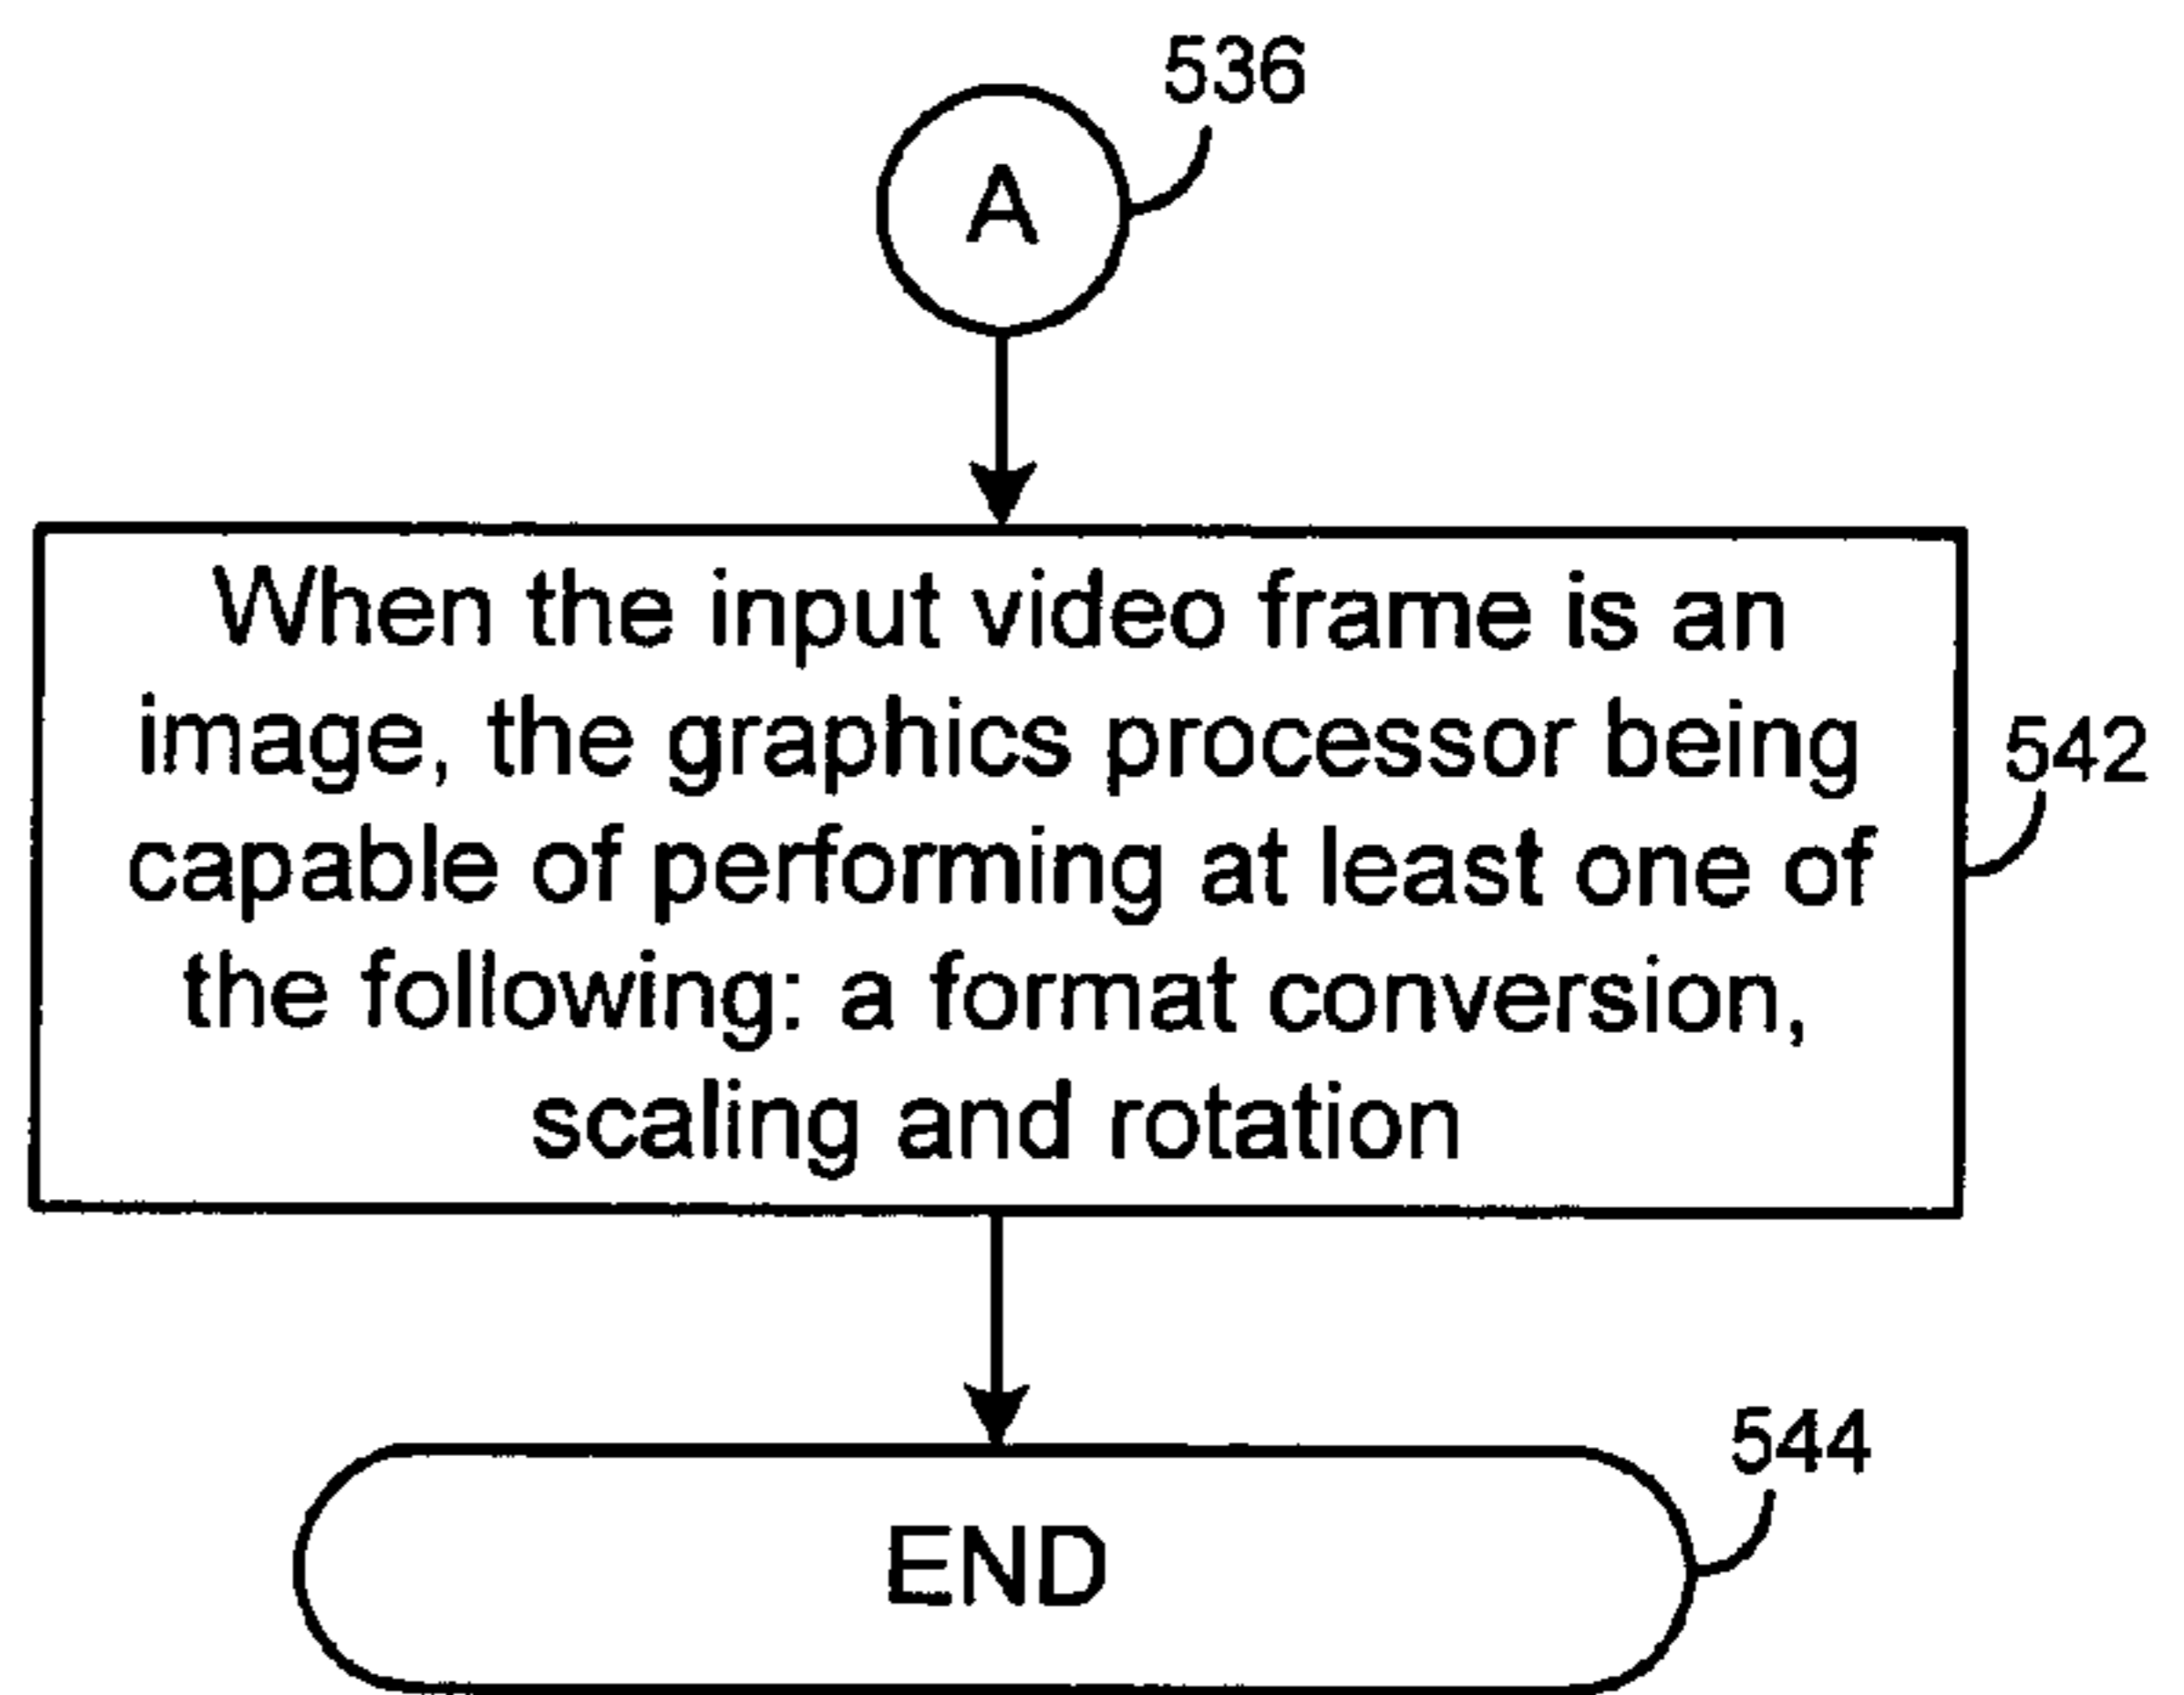 536
A
When the input video frame is an
image, the graphics processor being
capable of performing at least one of
the following: a format conversion,
scaling and rotation
542
544
END